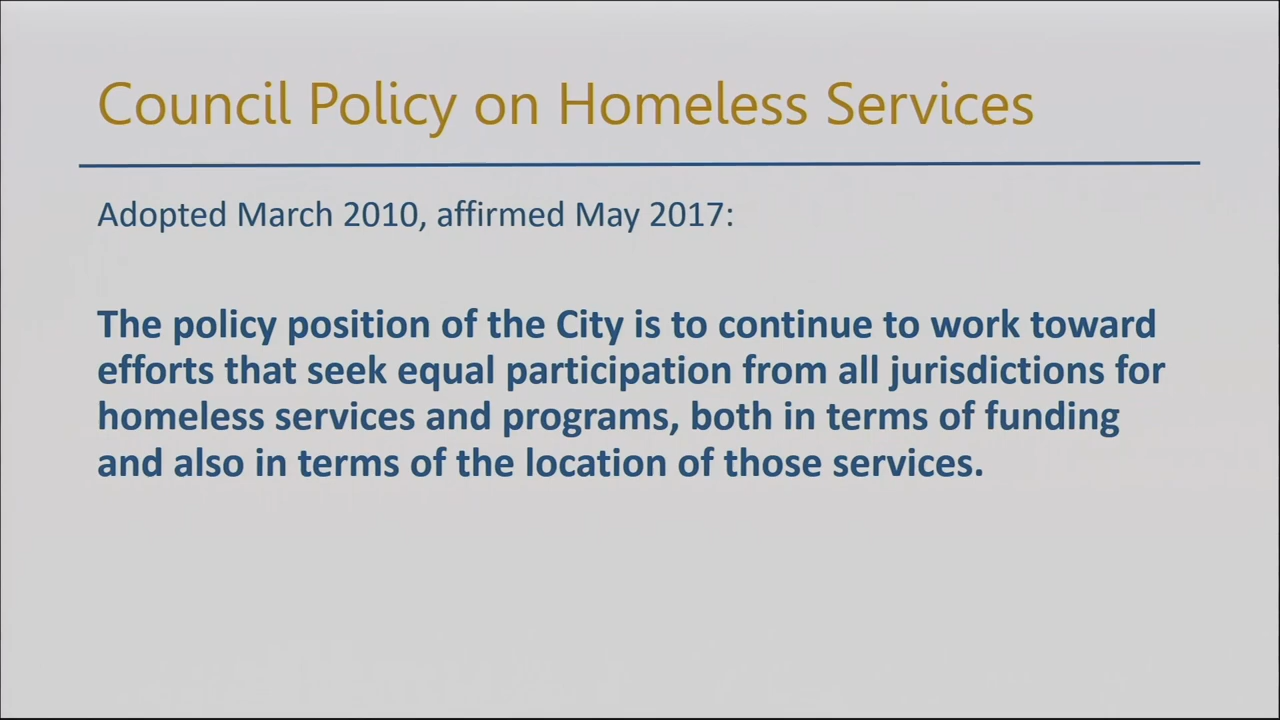 Council Policy on Homeless Services
Adopted March 2010, affirmed May 2017:
The policy position of the City is to continue to work toward
efforts that seek equal participation from all jurisdictions for
homeless services and programs, both in terms of funding
and also in terms of the location of those services.